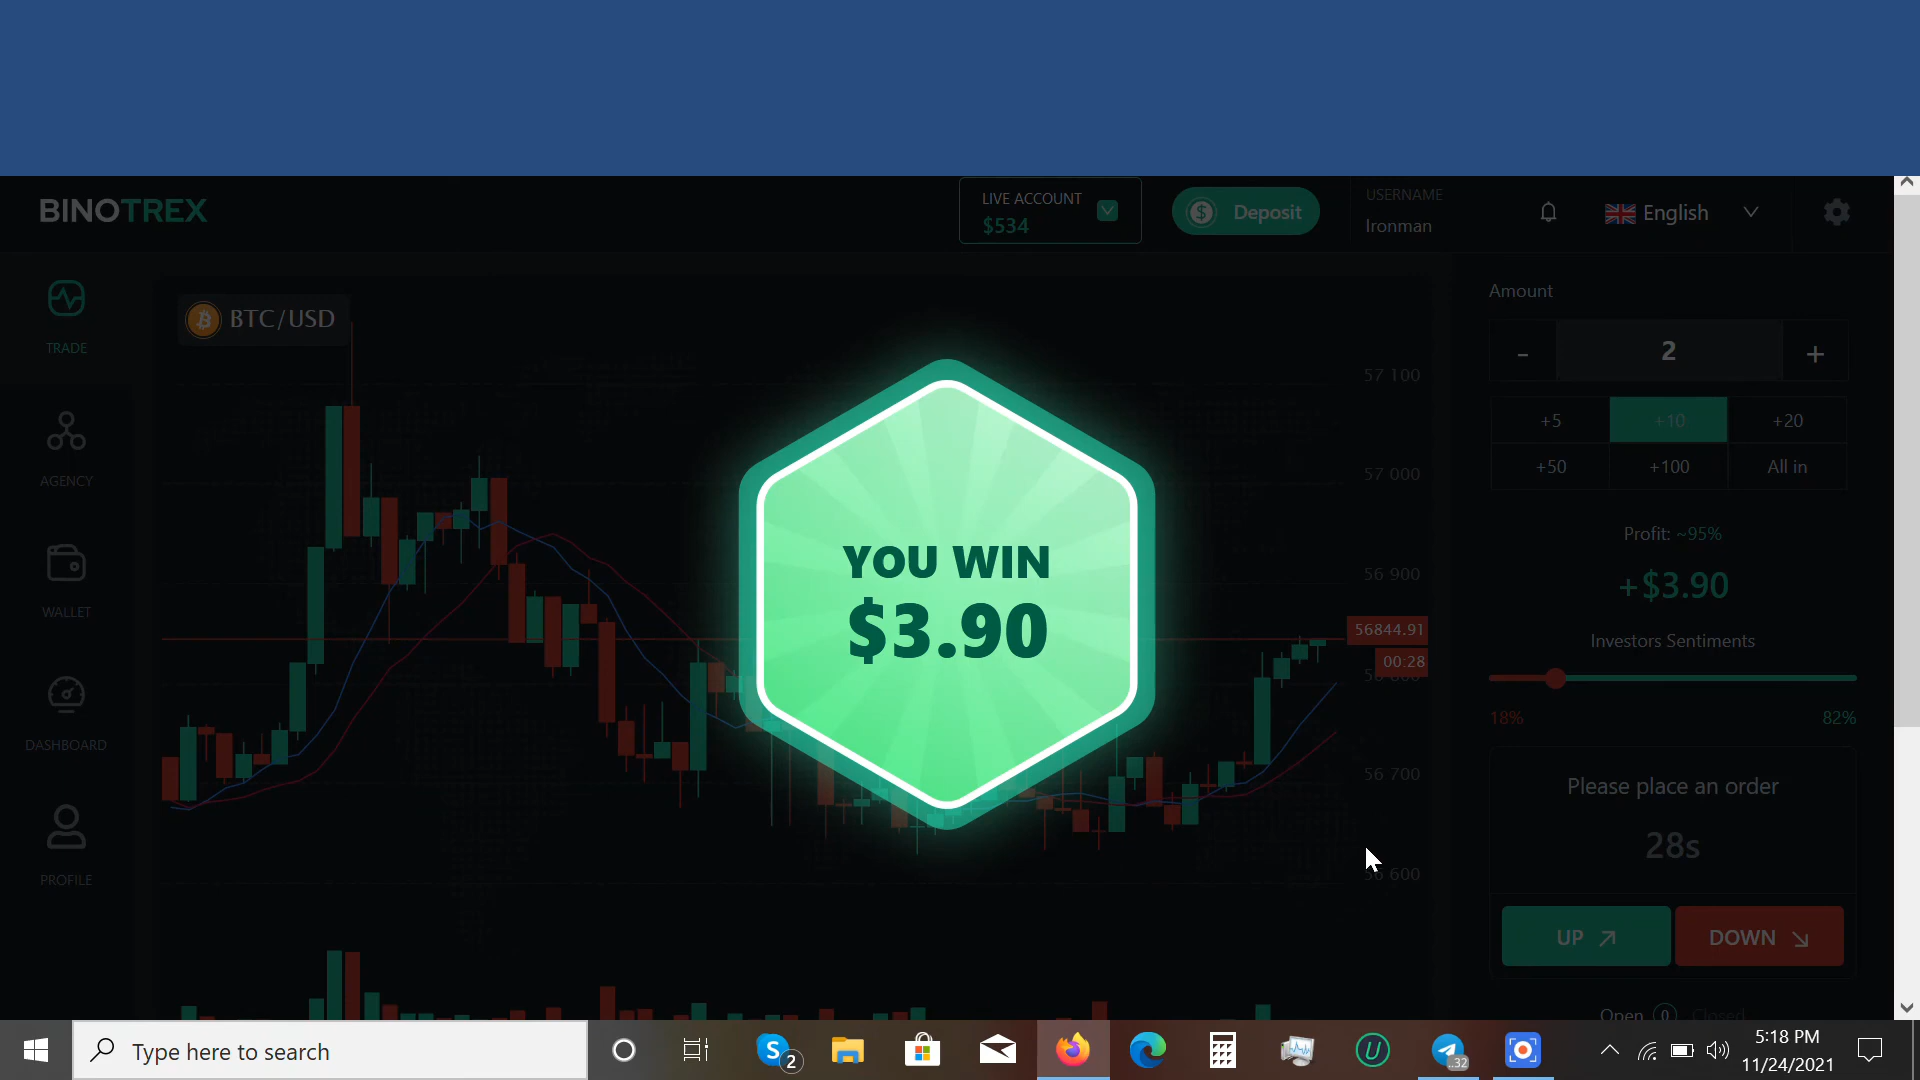 BINOTREX
LIVE ACCOUNT
$534
$ Deposit
USERNAME
Ironman
English
TRADE
AGENCY
WALLET
DASHBOARD
PROFILE
BTC/USD
57 100
57 000
56 900
56844.91
00:28
56 700
YOU WIN
$3.90
Amount
-
2
+
+5
+10
+20
+50
+100
All in
Profit: ~95%
+$3.90
Investors Sentiments
18%
82%
Please place an order
28s
UP
DOWN
Open 0 Closed
Type here to search
S 2
U
32
5:18 PM
11/24/2021